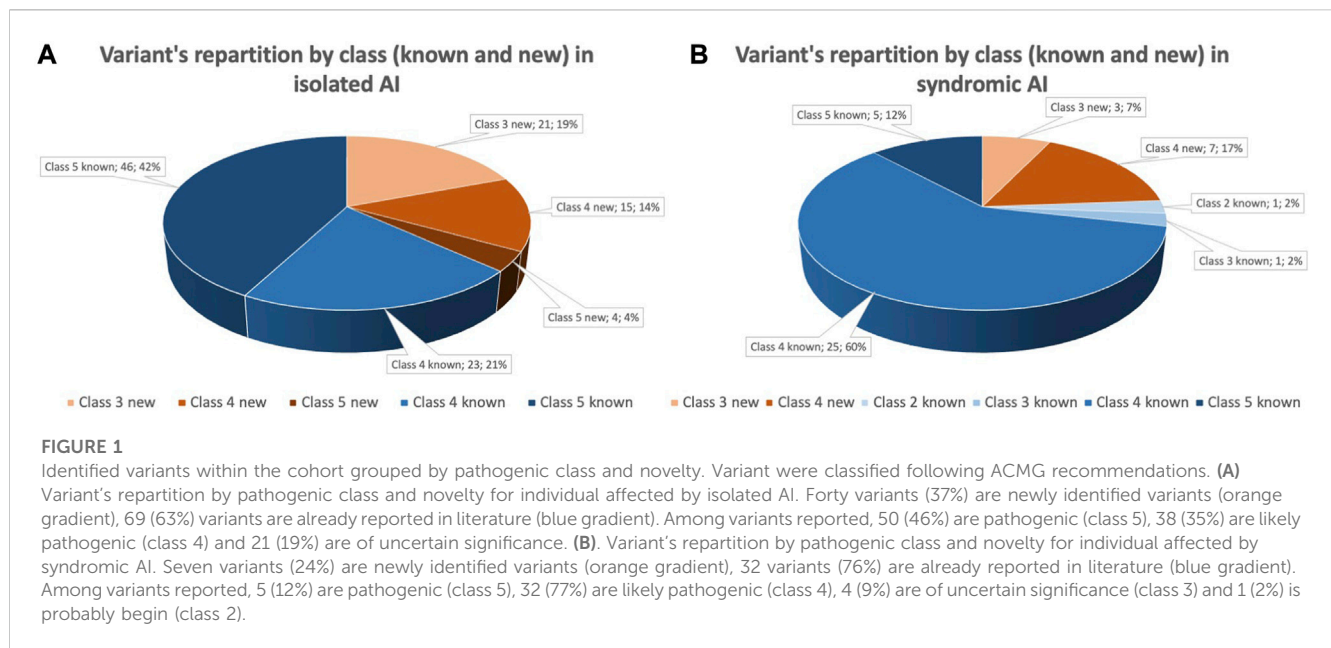 A
Variant's repartition by class (known and new) in
isolated AI
Class 3 new; 21; 19%
Class 5 known; 46; 42%
Class 4 new; 15; 14%
Class 5 new; 4; 4%
Class 4 known; 23; 21%
Class 3 new Class 4 new Class 5 new Class 4 known Class 5 known
B
Variant's repartition by class (known and new) in
syndromic AI
Class 5 known; 5; 12%
Class 3 new; 3; 7%
Class 4 new; 7; 17%
Class 2 known; 1; 2%
Class 3 known; 1; 2%
Class 4 known; 25; 60%
Class 3 new Class 4 new Class 2 known Class 3 known Class 4 known Class 5 known
FIGURE 1
Identified variants within the cohort grouped by pathogenic class and novelty. Variant were classified following ACMG recommendations. (A)
Variant's repartition by pathogenic class and novelty for individual affected by isolated AI. Forty variants (37%) are newly identified variants (orange
gradient), 69 (63%) variants are already reported in literature (blue gradient). Among variants reported, 50 (46%) are pathogenic (class 5), 38 (35%) are likely
pathogenic (class 4) and 21 (19%) are of uncertain significance. (B). Variant's repartition by pathogenic class and novelty for individual affected by
syndromic AI. Seven variants (24%) are newly identified variants (orange gradient), 32 variants (76%) are already reported in literature (blue gradient).
Among variants reported, 5 (12%) are pathogenic (class 5), 32 (77%) are likely pathogenic (class 4), 4 (9%) are of uncertain significance (class 3) and 1 (2%) is
probably begin (class 2).